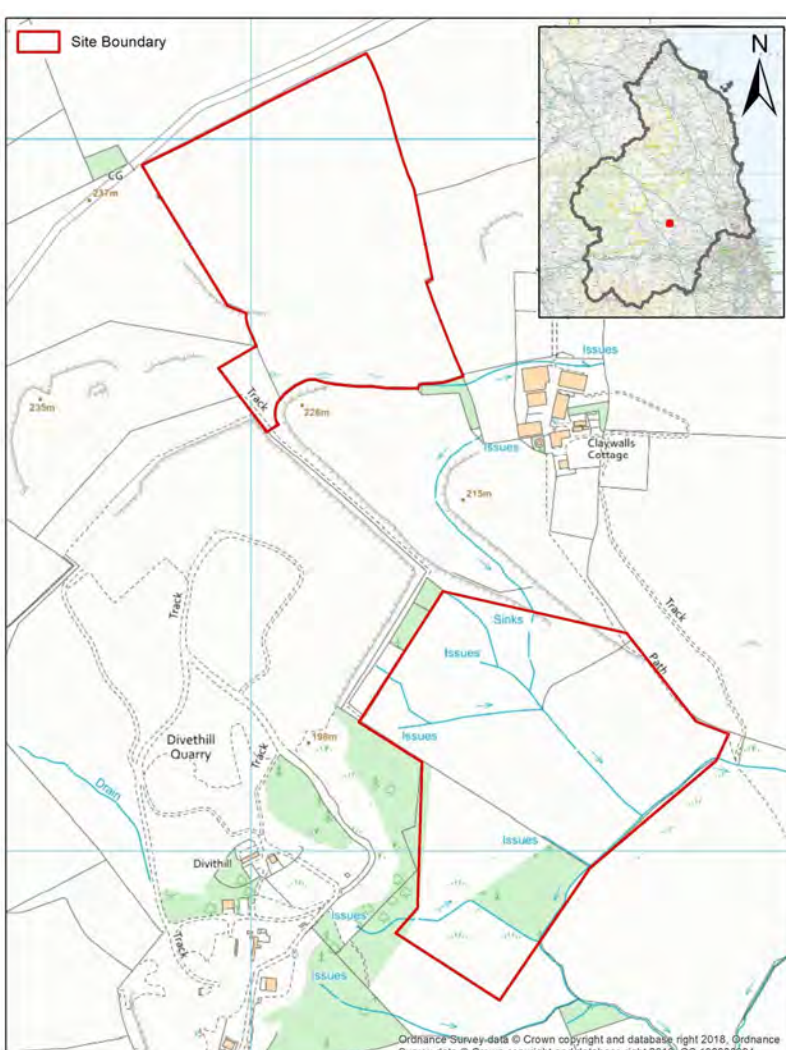 Site Boundary
N
CG
237m
235m
Track
228m
Issues
Claywalls
Cottage
Issues
215m
Track
Track
Sinks
Issues
Path
Issues
198m
Divethill
Quarry
Track
Drain
Divithill
Issues
Issues
Track
Issues
Ordnance Survey data © Crown copyright and database right 2018, Ordnance